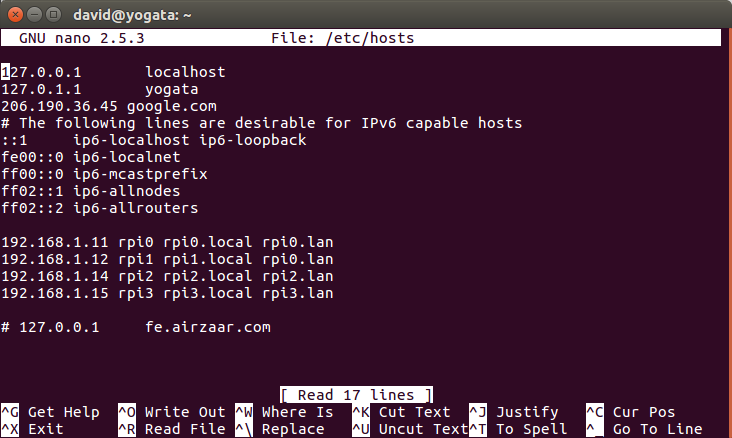 david@yogata: ~
GNU nano 2.5.3 File: /etc/hosts
127.0.0.1 localhost
127.0.1.1 yogata
206.190.36.45 google.com
# The following lines are desirable for IPv6 capable hosts
::1 ip6-localhost ip6-loopback
fe00::0 ip6-localnet
ff00::0 ip6-mcastprefix
ff02::1 ip6-allnodes
ff02::2 ip6-allrouters
192.168.1.11 rpi0 rpi0.local rpi0.lan
192.168.1.12 rpi1 rpi1.local rpi0.lan
192.168.1.14 rpi2 rpi2.local rpi2.lan
192.168.1.15 rpi3 rpi3.local rpi3.lan
# 127.0.0.1 fe.airzaar.com
[ Read 17 lines ]
^G Get Help ^O Write Out ^W Where Is ^K Cut Text ^J Justify ^C Cur Pos
^X Exit ^R Read File ^\ Replace ^U Uncut Text ^T To Spell ^_ Go To Line